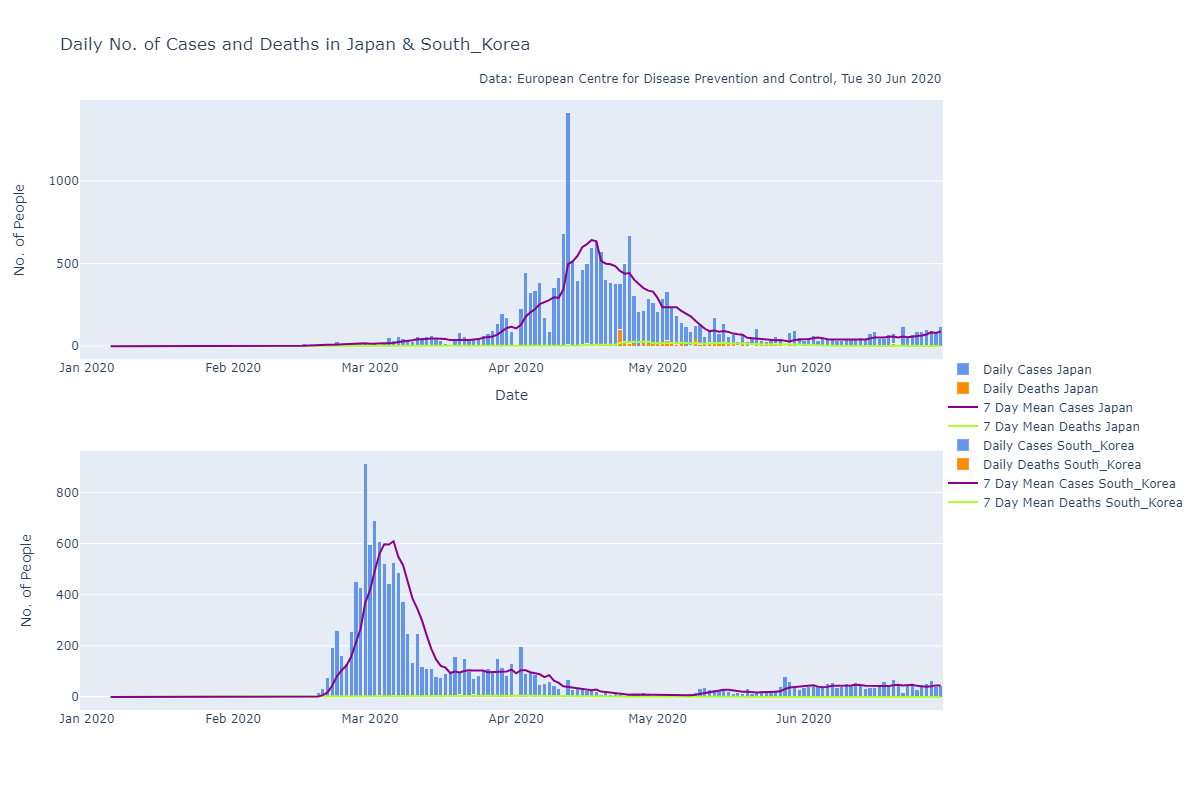 Daily No. of Cases and Deaths in Japan & South_Korea
Data: European Centre for Disease Prevention and Control, Tue 30 Jun 2020
1000
500
0
No. of People
Jan 2020 Feb 2020 Mar 2020 Apr 2020 May 2020 Jun 2020
Date
Daily Cases Japan
Daily Deaths Japan
7 Day Mean Cases Japan
7 Day Mean Deaths Japan
Daily Cases South_Korea
Daily Deaths South_Korea
7 Day Mean Cases South_Korea
7 Day Mean Deaths South_Korea
800
600
400
200
0
No. of People
Jan 2020 Feb 2020 Mar 2020 Apr 2020 May 2020 Jun 2020